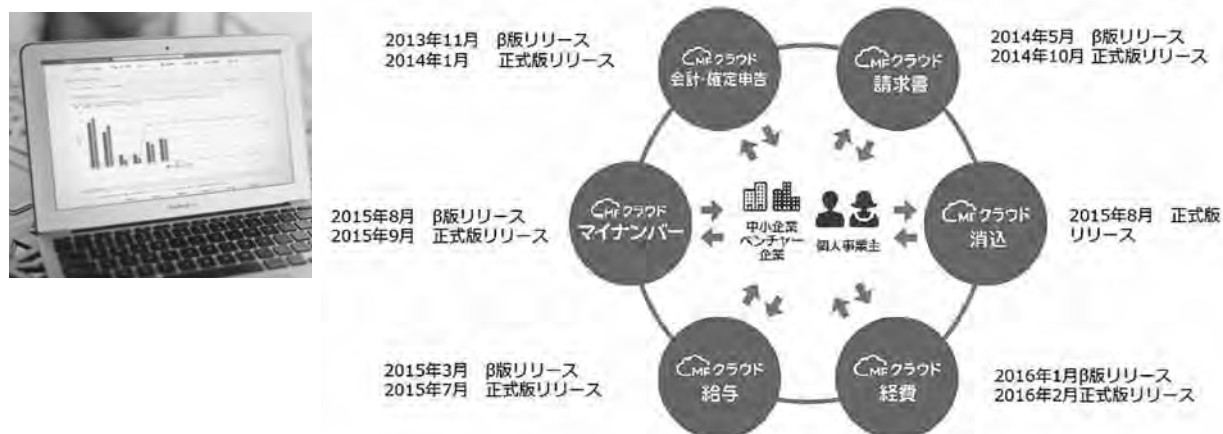 2013年11月 β版リリース
2014年1月 正式版リリース
MFクラウド
会計・確定申告
MFクラウド
請求書
2014年5月 β版リリース
2014年10月 正式版リリース
2015年8月 β版リリース
2015年9月 正式版リリース
MFクラウド
マイナンバー
中小企業
ベンチャー
企業
個人事業主
MFクラウド
消込
2015年8月 正式版
リリース
2015年3月 β版リリース
2015年7月 正式版リリース
MFクラウド
給与
MFクラウド
経費
2016年1月β版リリース
2016年2月正式版リリース